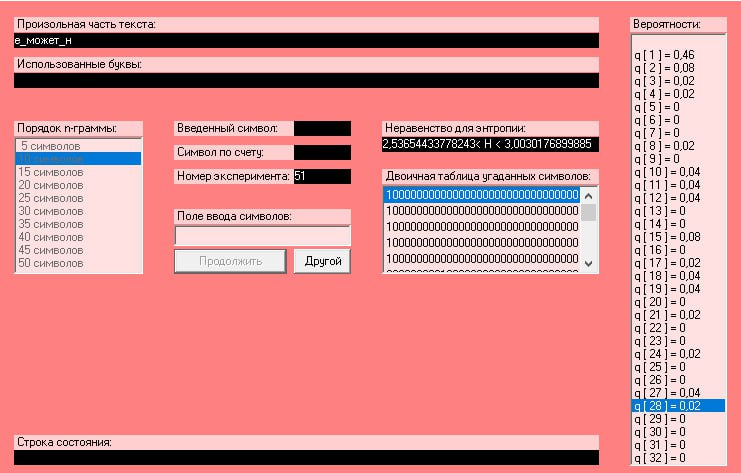 Произольная часть текста:
е_может_н
Использованные буквы:
Порядок n-граммы:
5 символов
10 символов
15 символов
20 символов
25 символов
30 символов
35 символов
40 символов
45 символов
50 символов
Введенный символ:
Символ по счету:
Номер эксперимента: 51
Поле ввода символов:
Продолжить
Другой
Неравенство для энтропии:
2,53654433778243< H < 3,0030176899885
Двоичная таблица угаданных символов:
10000000000000000000000000000000
10000000000000000000000000000000
10000000000000000000000000000000
10000000000000000000000000000000
10000000000000000000000000000000
Строка состояния:
Вероятности:
q [ 1 ] = 0,46
q [ 2 ] = 0,08
q [ 3 ] = 0,02
q [ 4 ] = 0,02
q [ 5 ] = 0
q [ 6 ] = 0
q [ 7 ] = 0
q [ 8 ] = 0,02
q [ 9 ] = 0
q [ 10 ] = 0,04
q [ 11 ] = 0,04
q [ 12 ] = 0,04
q [ 13 ] = 0
q [ 14 ] = 0
q [ 15 ] = 0,08
q [ 16 ] = 0
q [ 17 ] = 0,02
q [ 18 ] = 0,04
q [ 19 ] = 0,04
q [ 20 ] = 0
q [ 21 ] = 0,02
q [ 22 ] = 0
q [ 23 ] = 0
q [ 24 ] = 0,02
q [ 25 ] = 0
q [ 26 ] = 0
q [ 27 ] = 0,04
q [ 28 ] = 0,02
q [ 29 ] = 0
q [ 30 ] = 0
q [ 31 ] = 0
q [ 32 ] = 0